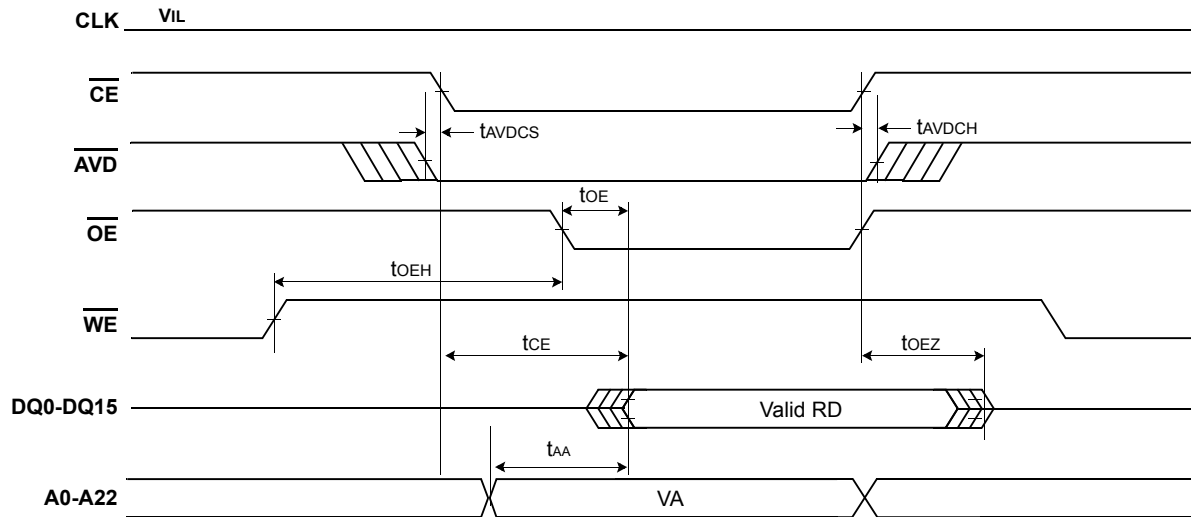 CLK VIL
CE
tAVDCS
tAVDCH
AVD
tOE
OE
tOEH
WE
tCE
tOEZ
DQ0-DQ15
Valid RD
tAA
A0-A22
VA